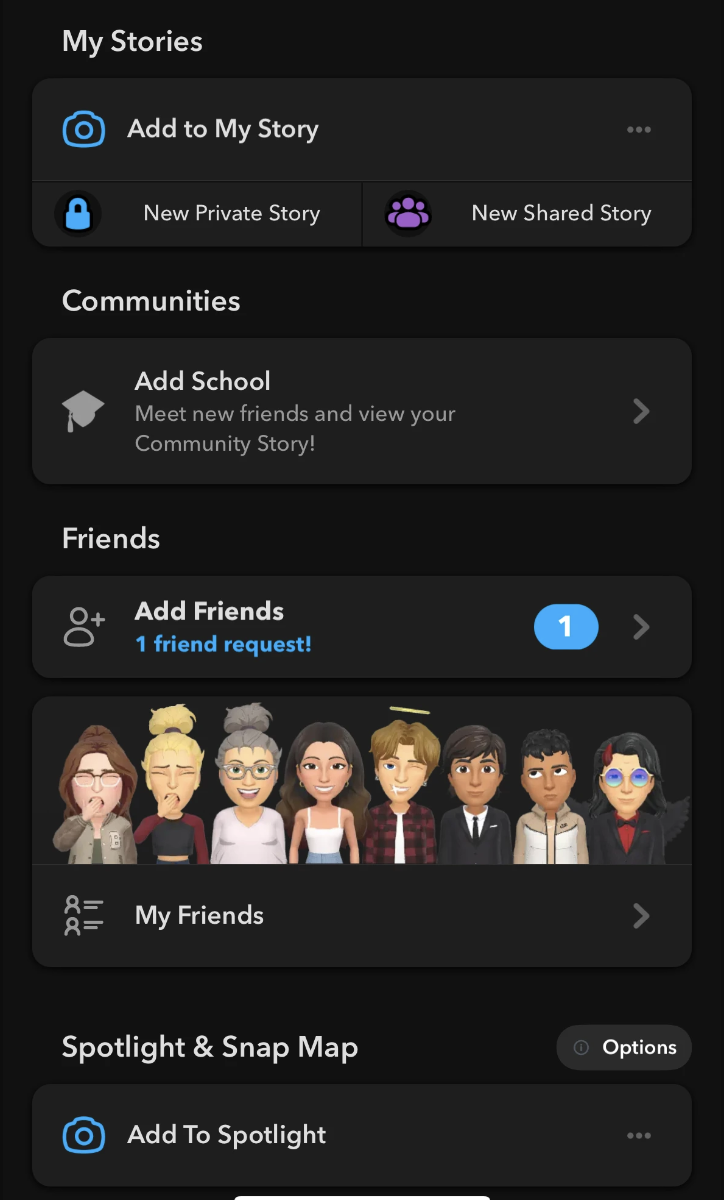 My Stories
Add to My Story
New Private Story
New Shared Story
Communities
Add School
Meet new friends and view your
Community Story!
Friends
Add Friends
1 friend request!
1
B
My Friends
Spotlight & Snap Map
Options
Add To Spotlight